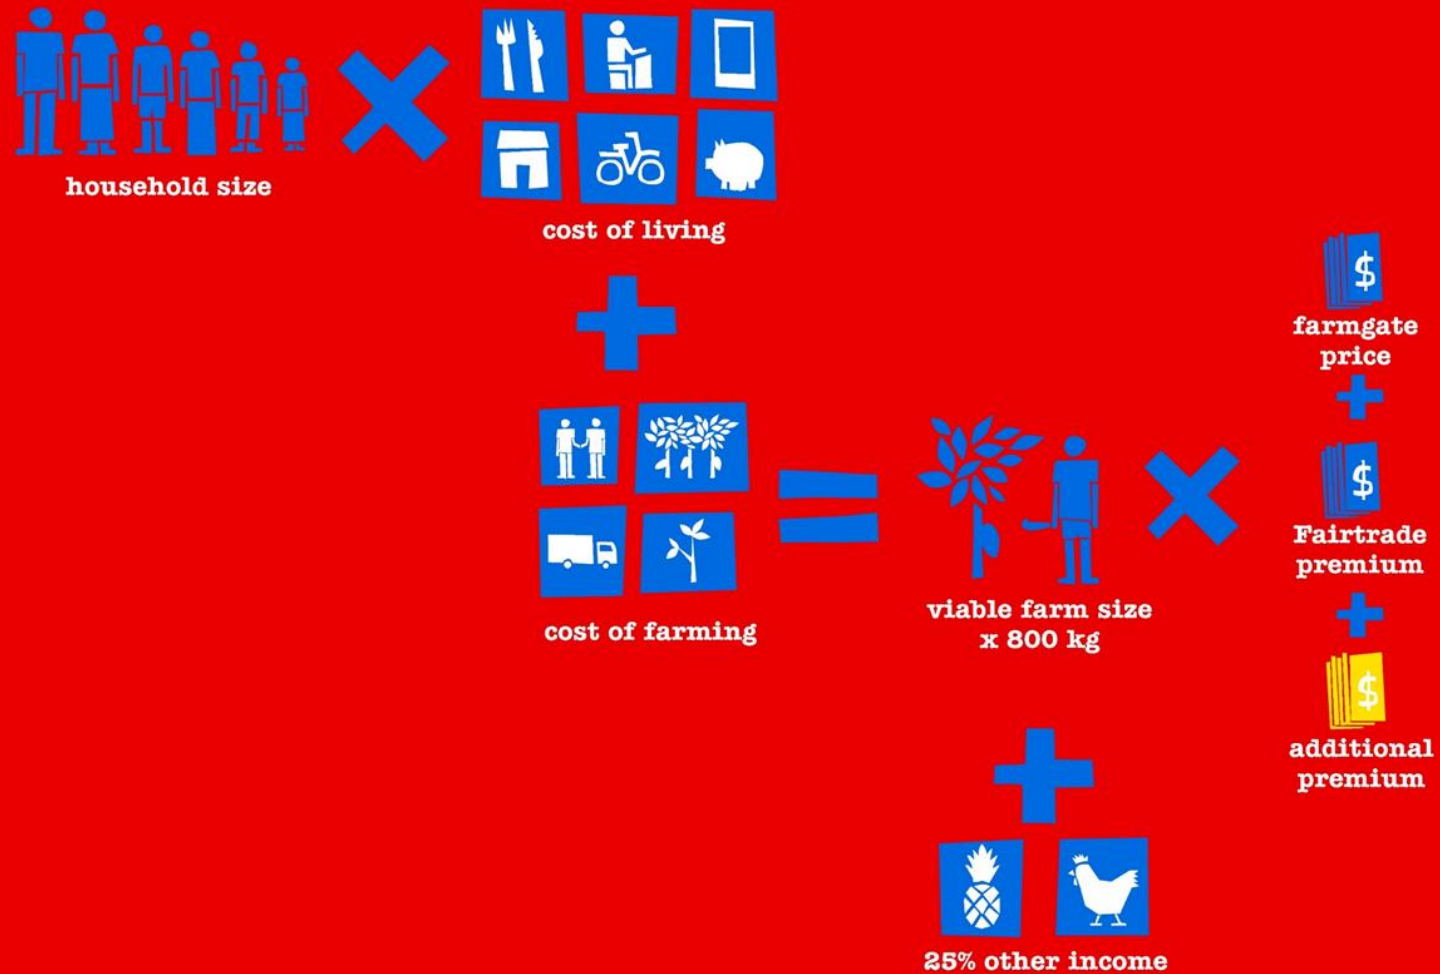 household size
cost of living
cost of farming
viable farm size
x 800 kg
25% other income
$
farmgate
price
$
Fairtrade
premium
$
additional
premium